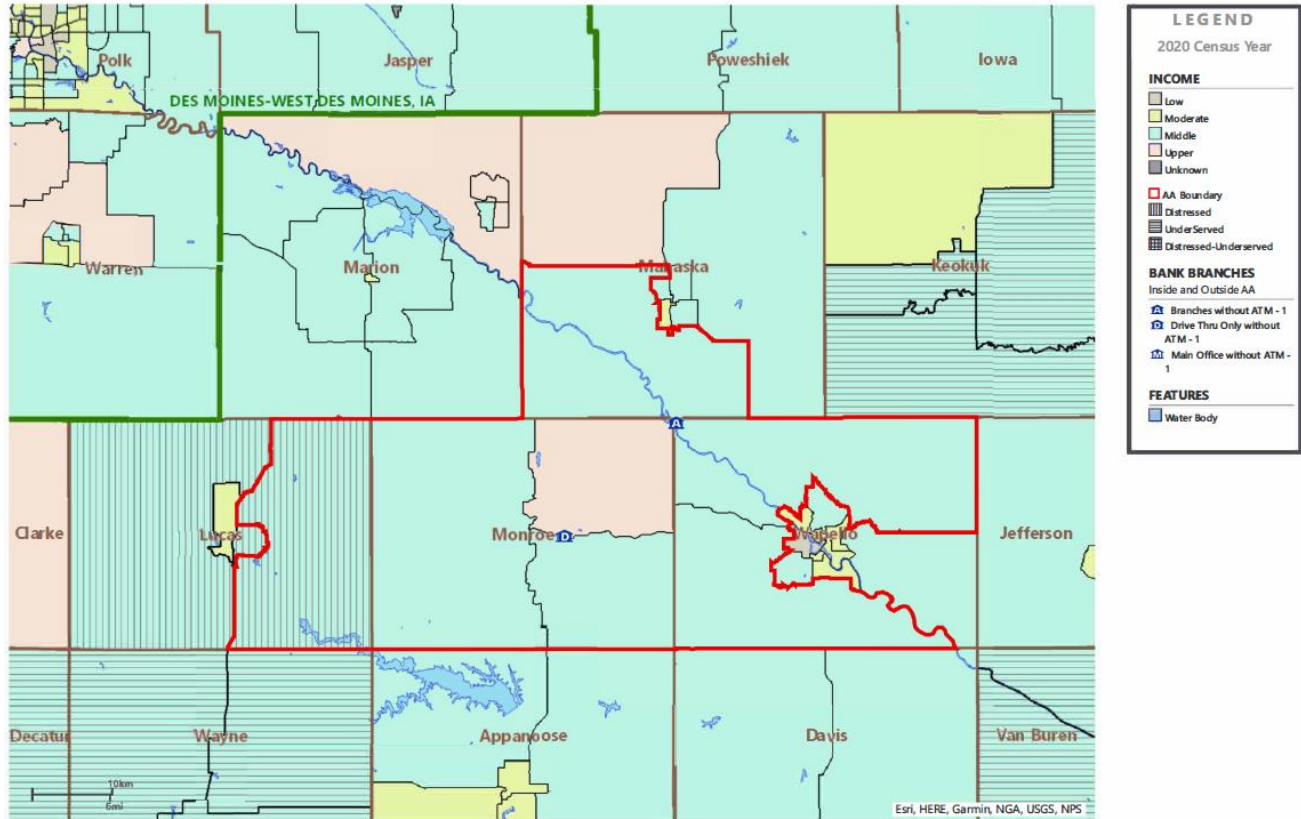 Polk
Jasper
Poweshiek
Iowa
DES MOINES-WEST DES MOINES, IA
Warren
Marion
Mahaska
Keokuk
A
Clarke
Lucas
Monroe
D
Wapello
Jefferson
Decatur
Wayne
Appanoose
Davis
Van Buren
10km
6mi
Esri, HERE, Garmin, NGA, USGS, NPS
LEGEND
2020 Census Year
INCOME
Low
Moderate
Middle
Upper
Unknown
AA Boundary
Distressed
UnderServed
Distressed-Underserved
BANK BRANCHES
Inside and Outside AA
A Branches without ATM - 1
D Drive Thru Only without
ATM - 1
M Main Office without ATM -
1
FEATURES
Water Body